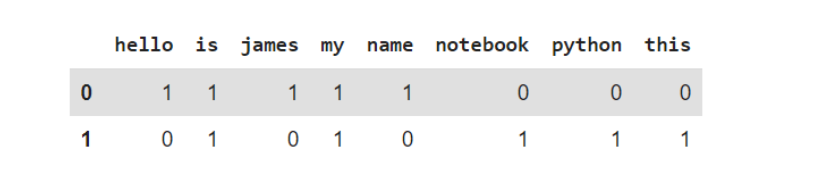 hello is james my name notebook python this
0 1 1 1 1 1 0 0 0
1 0 1 0 1 0 1 1 1